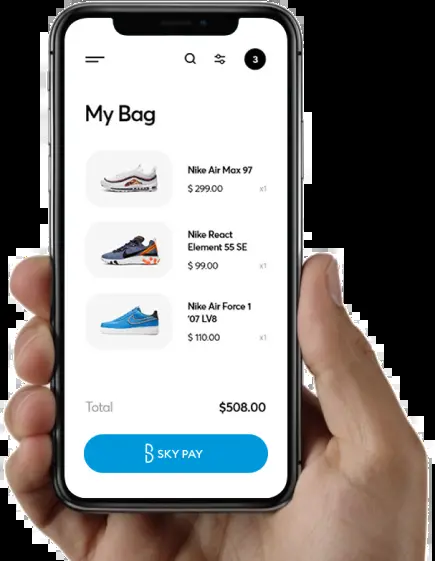 3
My Bag
Nike Air Max 97
$ 299.00 x1
Nike React
Element 55 SE
$ 99.00 x1
Nike Air Force 1
'07 LV8
$ 110.00 x1
Total $508.00
SKY PAY